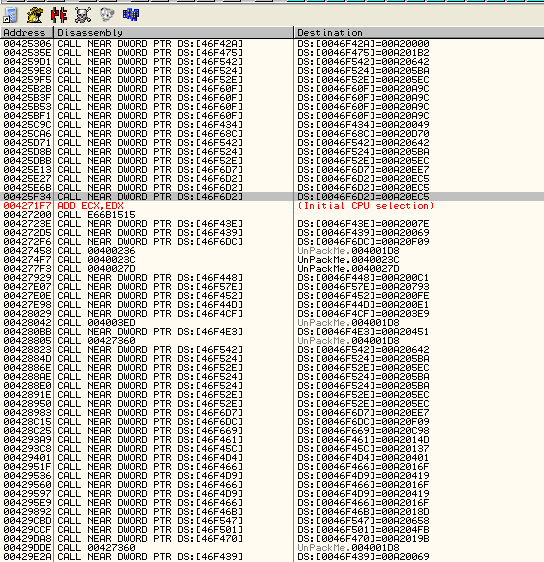 Address Disassembly Destination
00425306 CALL NEAR DWORD PTR DS:[46F42A] DS:[0046F42A]=00A20000
0042535E CALL NEAR DWORD PTR DS:[46F475] DS:[0046F475]=00A201B2
004259D1 CALL NEAR DWORD PTR DS:[46F542] DS:[0046F542]=00A20642
004259E8 CALL NEAR DWORD PTR DS:[46F524] DS:[0046F524]=00A205BA
004259F5 CALL NEAR DWORD PTR DS:[46F52E] DS:[0046F52E]=00A205EC
00425B2B CALL NEAR DWORD PTR DS:[46F60F] DS:[0046F60F]=00A20A9C
00425B3F CALL NEAR DWORD PTR DS:[46F60F] DS:[0046F60F]=00A20A9C
00425B53 CALL NEAR DWORD PTR DS:[46F60F] DS:[0046F60F]=00A20A9C
00425BF1 CALL NEAR DWORD PTR DS:[46F60F] DS:[0046F60F]=00A20A9C
00425C9C CALL NEAR DWORD PTR DS:[46F434] DS:[0046F434]=00A20049
00425CA6 CALL NEAR DWORD PTR DS:[46F68C] DS:[0046F68C]=00A20D70
00425D71 CALL NEAR DWORD PTR DS:[46F542] DS:[0046F542]=00A20642
00425D8B CALL NEAR DWORD PTR DS:[46F524] DS:[0046F524]=00A205BA
00425DBB CALL NEAR DWORD PTR DS:[46F52E] DS:[0046F52E]=00A205EC
00425E13 CALL NEAR DWORD PTR DS:[46F6D7] DS:[0046F6D7]=00A20EE7
00425E27 CALL NEAR DWORD PTR DS:[46F6D2] DS:[0046F6D2]=00A20EC5
00425E6B CALL NEAR DWORD PTR DS:[46F6D2] DS:[0046F6D2]=00A20EC5
00425F34 CALL NEAR DWORD PTR DS:[46F6D2] DS:[0046F6D2]=00A20EC5
004271F7 ADD ECX,EDX (Initial CPU selection)
00427200 CALL E66B1515
0042723E CALL NEAR DWORD PTR DS:[46F43E] DS:[0046F43E]=00A2007E
004272D5 CALL NEAR DWORD PTR DS:[46F439] DS:[0046F439]=00A20069
004272F6 CALL NEAR DWORD PTR DS:[46F6DC] DS:[0046F6DC]=00A20F09
00427458 CALL 00400236 UnPackMe.004001D8
004274F7 CALL 0040023C UnPackMe.0040023C
004277F3 CALL 0040027D UnPackMe.0040027D
00427929 CALL NEAR DWORD PTR DS:[46F448] DS:[0046F448]=00A200C1
00427E07 CALL NEAR DWORD PTR DS:[46F57E] DS:[0046F57E]=00A20793
00427E0E CALL NEAR DWORD PTR DS:[46F452] DS:[0046F452]=00A200FE
00427E98 CALL NEAR DWORD PTR DS:[46F44D] DS:[0046F44D]=00A200E1
00428029 CALL NEAR DWORD PTR DS:[46F4CF] DS:[0046F4CF]=00A203E9
00428042 CALL 004003ED UnPackMe.004001D8
004280BB CALL NEAR DWORD PTR DS:[46F4E3] DS:[0046F4E3]=00A20451
00428805 CALL 00427360 UnPackMe.004001D8
00428823 CALL NEAR DWORD PTR DS:[46F542] DS:[0046F542]=00A20642
0042884D CALL NEAR DWORD PTR DS:[46F524] DS:[0046F524]=00A205BA
0042886E CALL NEAR DWORD PTR DS:[46F52E] DS:[0046F52E]=00A205EC
004288AE CALL NEAR DWORD PTR DS:[46F524] DS:[0046F524]=00A205BA
004288E0 CALL NEAR DWORD PTR DS:[46F524] DS:[0046F524]=00A205BA
0042891E CALL NEAR DWORD PTR DS:[46F52E] DS:[0046F52E]=00A205EC
00428950 CALL NEAR DWORD PTR DS:[46F52E] DS:[0046F52E]=00A205EC
00428983 CALL NEAR DWORD PTR DS:[46F6D7] DS:[0046F6D7]=00A20EE7
00428C15 CALL NEAR DWORD PTR DS:[46F6DC] DS:[0046F6DC]=00A20F09
00428C25 CALL NEAR DWORD PTR DS:[46F669] DS:[0046F669]=00A20C98
004293A9 CALL NEAR DWORD PTR DS:[46F461] DS:[0046F461]=00A2014D
004293C8 CALL NEAR DWORD PTR DS:[46F45C] DS:[0046F45C]=00A20137
00429401 CALL NEAR DWORD PTR DS:[46F4D4] DS:[0046F4D4]=00A20401
0042951F CALL NEAR DWORD PTR DS:[46F466] DS:[0046F466]=00A2016F
00429536 CALL NEAR DWORD PTR DS:[46F4D9] DS:[0046F4D9]=00A20419
00429560 CALL NEAR DWORD PTR DS:[46F466] DS:[0046F466]=00A2016F
00429597 CALL NEAR DWORD PTR DS:[46F4D9] DS:[0046F4D9]=00A20419
004295E9 CALL NEAR DWORD PTR DS:[46F466] DS:[0046F466]=00A2016F
00429892 CALL NEAR DWORD PTR DS:[46F46B] DS:[0046F46B]=00A2018D
00429CBD CALL NEAR DWORD PTR DS:[46F547] DS:[0046F547]=00A20658
00429CCF CALL NEAR DWORD PTR DS:[46F501] DS:[0046F501]=00A204FB
00429DA8 CALL NEAR DWORD PTR DS:[46F470] DS:[0046F470]=00A2019B
00429DDE CALL 00427360 UnPackMe.004001D8
00429E2A CALL NEAR DWORD PTR DS:[46F439] DS:[0046F439]=00A20069